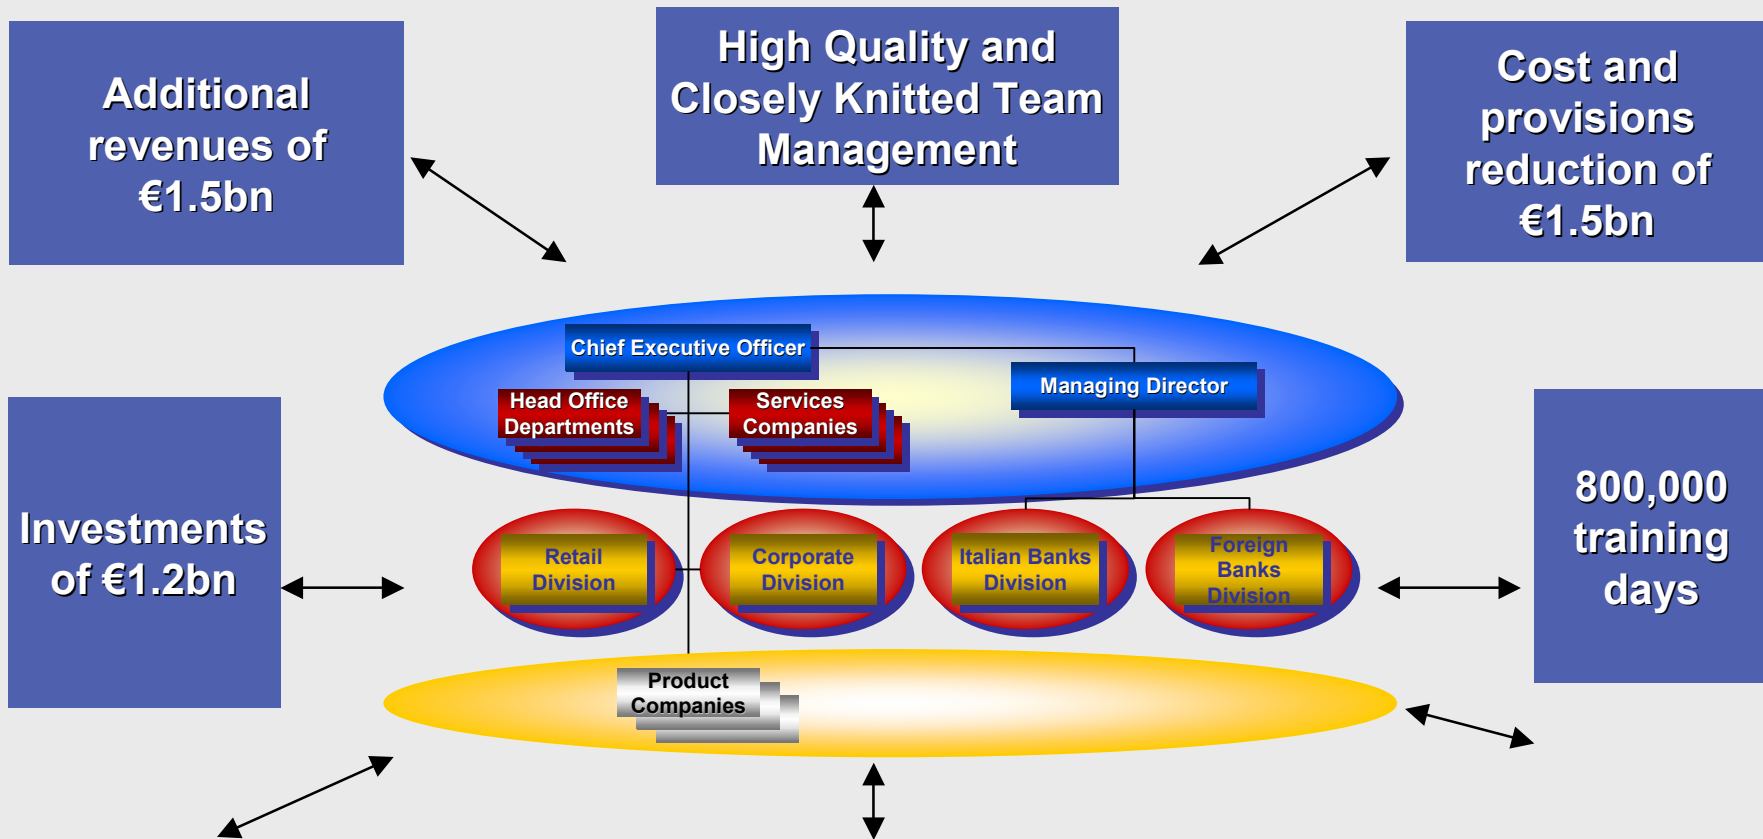 Additional
revenues of
€1.5bn
High Quality and
Closely Knitted Team
Management
Cost and
provisions
reduction of
€1.5bn
Chief Executive Officer
Managing Director
Head Office
Departments
Services
Companies
Investments
of €1.2bn
800,000
training
days
Retail
Division
Corporate
Division
Italian Banks
Division
Foreign
Banks
Division
Product
Companies